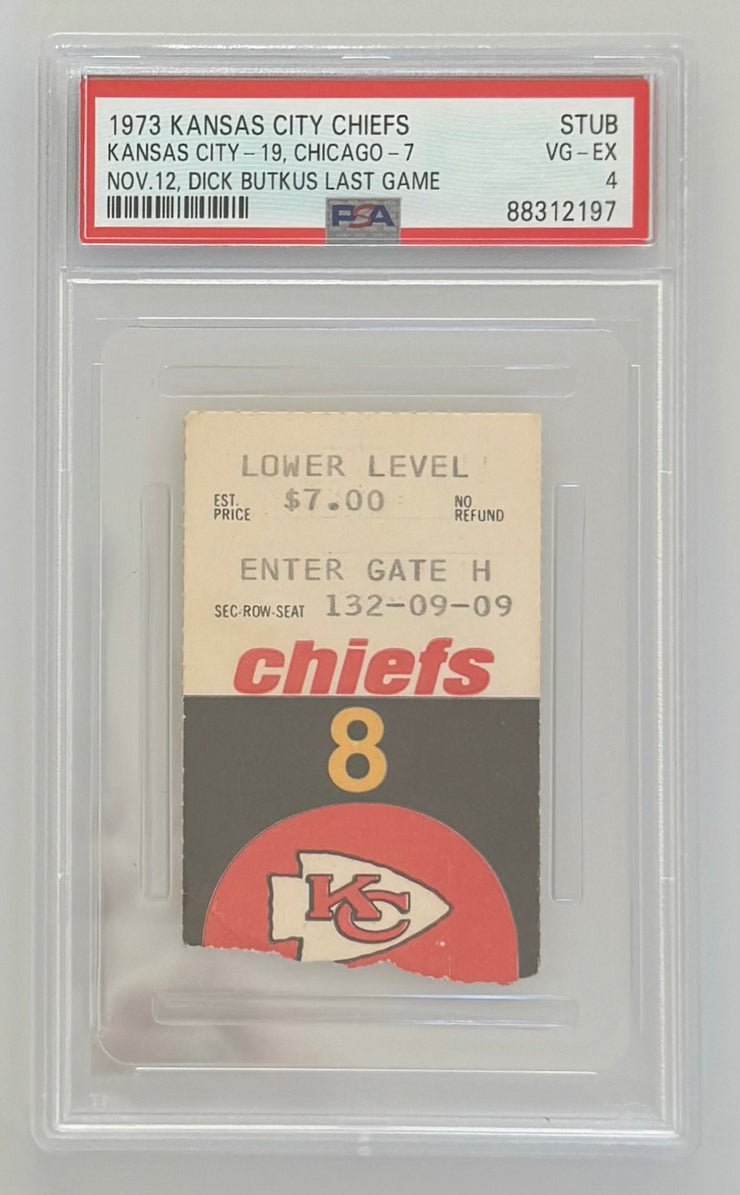 1973 KANSAS CITY CHIEFS STUB
KANSAS CITY - 19, CHICAGO - 7 VG - EX
NOV.12, DICK BUTKUS LAST GAME 4
PSA 88312197
LOWER LEVEL
EST. PRICE $7.00 NO REFUND
ENTER GATE H
SEC-ROW-SEAT 132-09-09
chiefs
8
KC